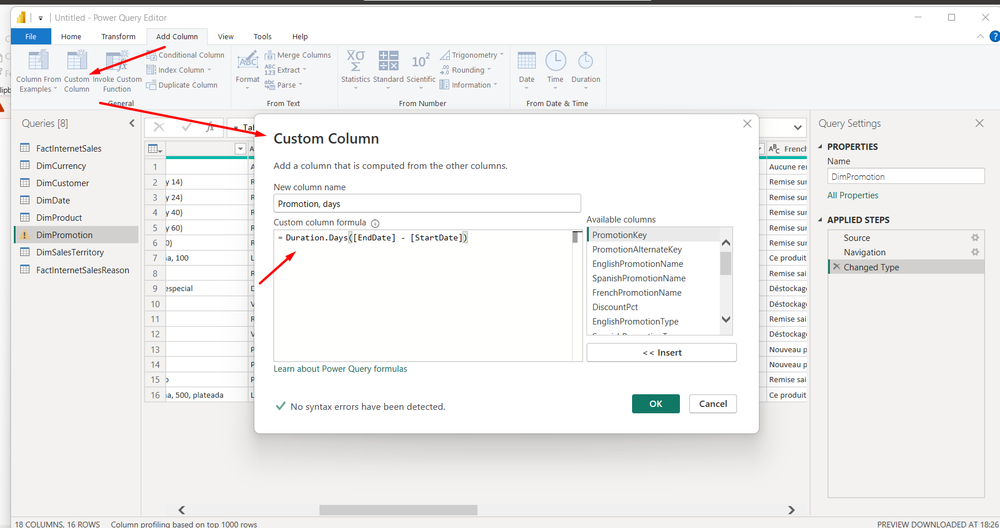 Untitled - Power Query Editor
File Home Transform Add Column View Tools Help
Column From Examples
Custom Column
Invoke Custom Function
Conditional Column
Index Column
Duplicate Column
General
Format
Merge Columns
Extract
Parse
From Text
Statistics
Standard
Scientific
Trigonometry
Rounding
Information
From Number
Date
Time
Duration
From Date & Time
Queries [8]
FactInternetSales
DimCurrency
DimCustomer
DimDate
DimProduct
DimPromotion
DimSalesTerritory
FactInternetSalesReason
= Tab
French
1 Aucune rem
2 y 14) Remise sur
3 y 24) Remise sur
4 y 40) Remise sur
5 y 60) Remise sur
6 0) Remise sur
7 ia, 100 Ce produit
8 Remise sai
9 especial Déstockage
10 Déstockage
11 Remise sai
12 Déstockage
13 Nouveau p
14 Nouveau p
15 o Remise sai
16 ia, 500, plateada Ce produit
Custom Column
Add a column that is computed from the other columns.
New column name
Promotion, days
Custom column formula
= Duration.Days([EndDate] - [StartDate])
Available columns
PromotionKey
PromotionAlternateKey
EnglishPromotionName
SpanishPromotionName
FrenchPromotionName
DiscountPct
EnglishPromotionType
<< Insert
Learn about Power Query formulas
No syntax errors have been detected.
OK
Cancel
Query Settings
PROPERTIES
Name
DimPromotion
All Properties
APPLIED STEPS
Source
Navigation
Changed Type
18 COLUMNS, 16 ROWS Column profiling based on top 1000 rows
PREVIEW DOWNLOADED AT 18:26